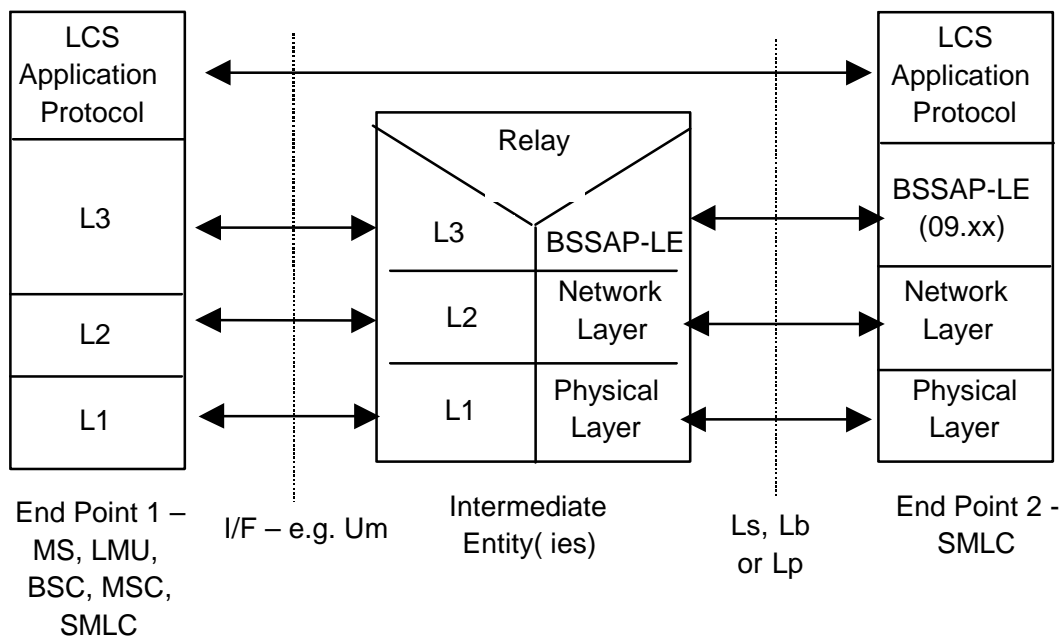 LCS
Application
Protocol
L3
L2
L1
End Point 1 –
MS, LMU,
BSC, MSC,
SMLC
I/F – e.g. Um
Relay
L3
BSSAP-LE
L2
Network
Layer
L1
Physical
Layer
Intermediate
Entity( ies)
Ls, Lb
or Lp
LCS
Application
Protocol
BSSAP-LE
(09.xx)
Network
Layer
Physical
Layer
End Point 2 -
SMLC